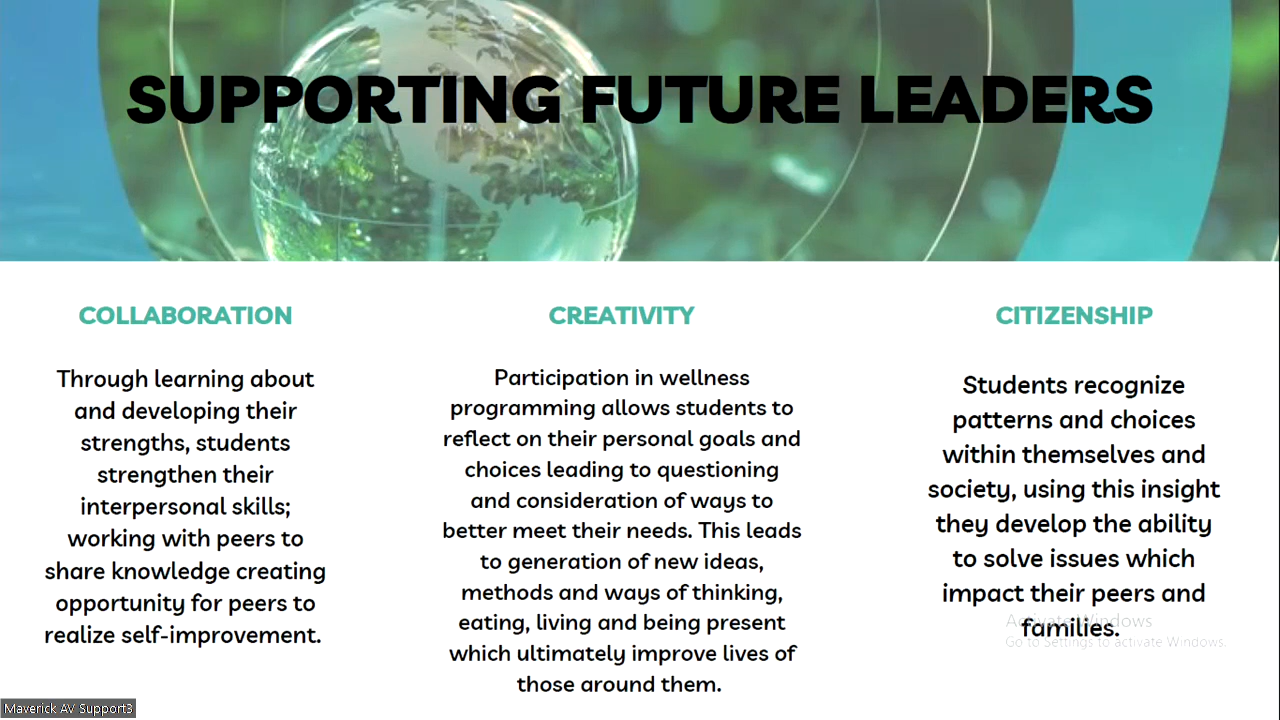 SUPPORTING FUTURE LEADERS
COLLABORATION
Through learning about
and developing their
strengths, students
strengthen their
interpersonal skills;
working with peers to
share knowledge creating
opportunity for peers to
realize self-improvement.
CREATIVITY
Participation in wellness
programming allows students to
reflect on their personal goals and
choices leading to questioning
and consideration of ways to
better meet their needs. This leads
to generation of new ideas,
methods and ways of thinking,
eating, living and being present
which ultimately improve lives of
those around them.
CITIZENSHIP
Students recognize
patterns and choices
within themselves and
society, using this insight
they develop the ability
to solve issues which
impact their peers and
families.
Activate Windows
Go to Settings to activate Windows.
Maverick AV Support3